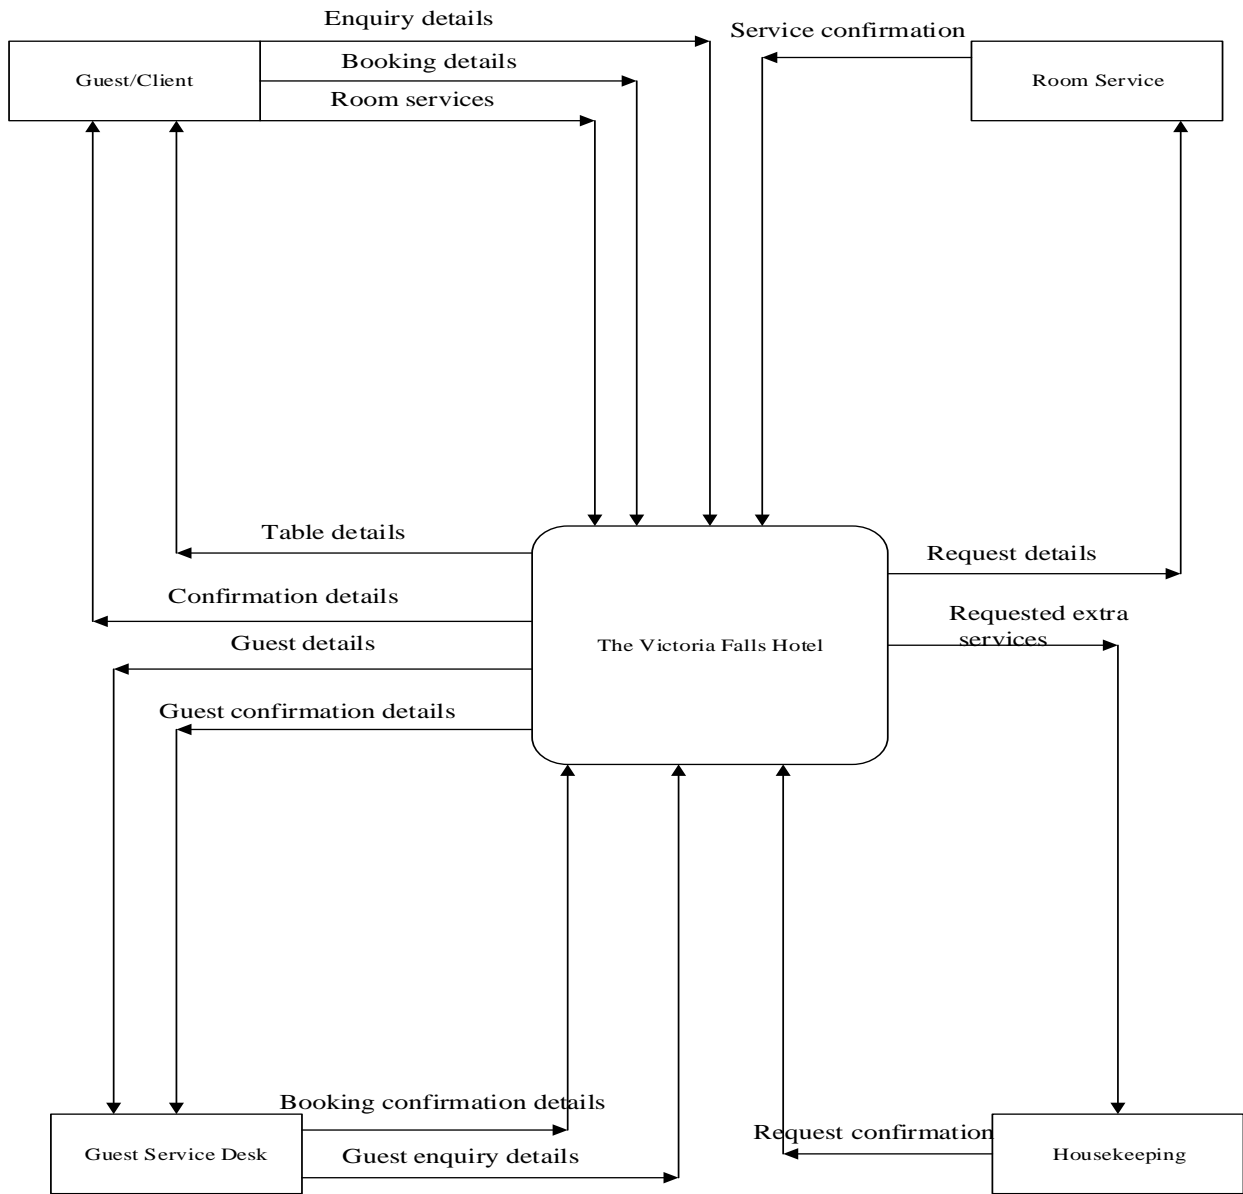 Enquiry details
Service confirmation
Booking details
Guest/Client
Room Service
Room services
Table details
Request details
Confirmation details
Requested extra
services
Guest details
The Victoria Falls Hotel
Guest confirmation details
Booking confirmation details
Request confirmation
Guest Service Desk
Guest enquiry details
Housekeeping